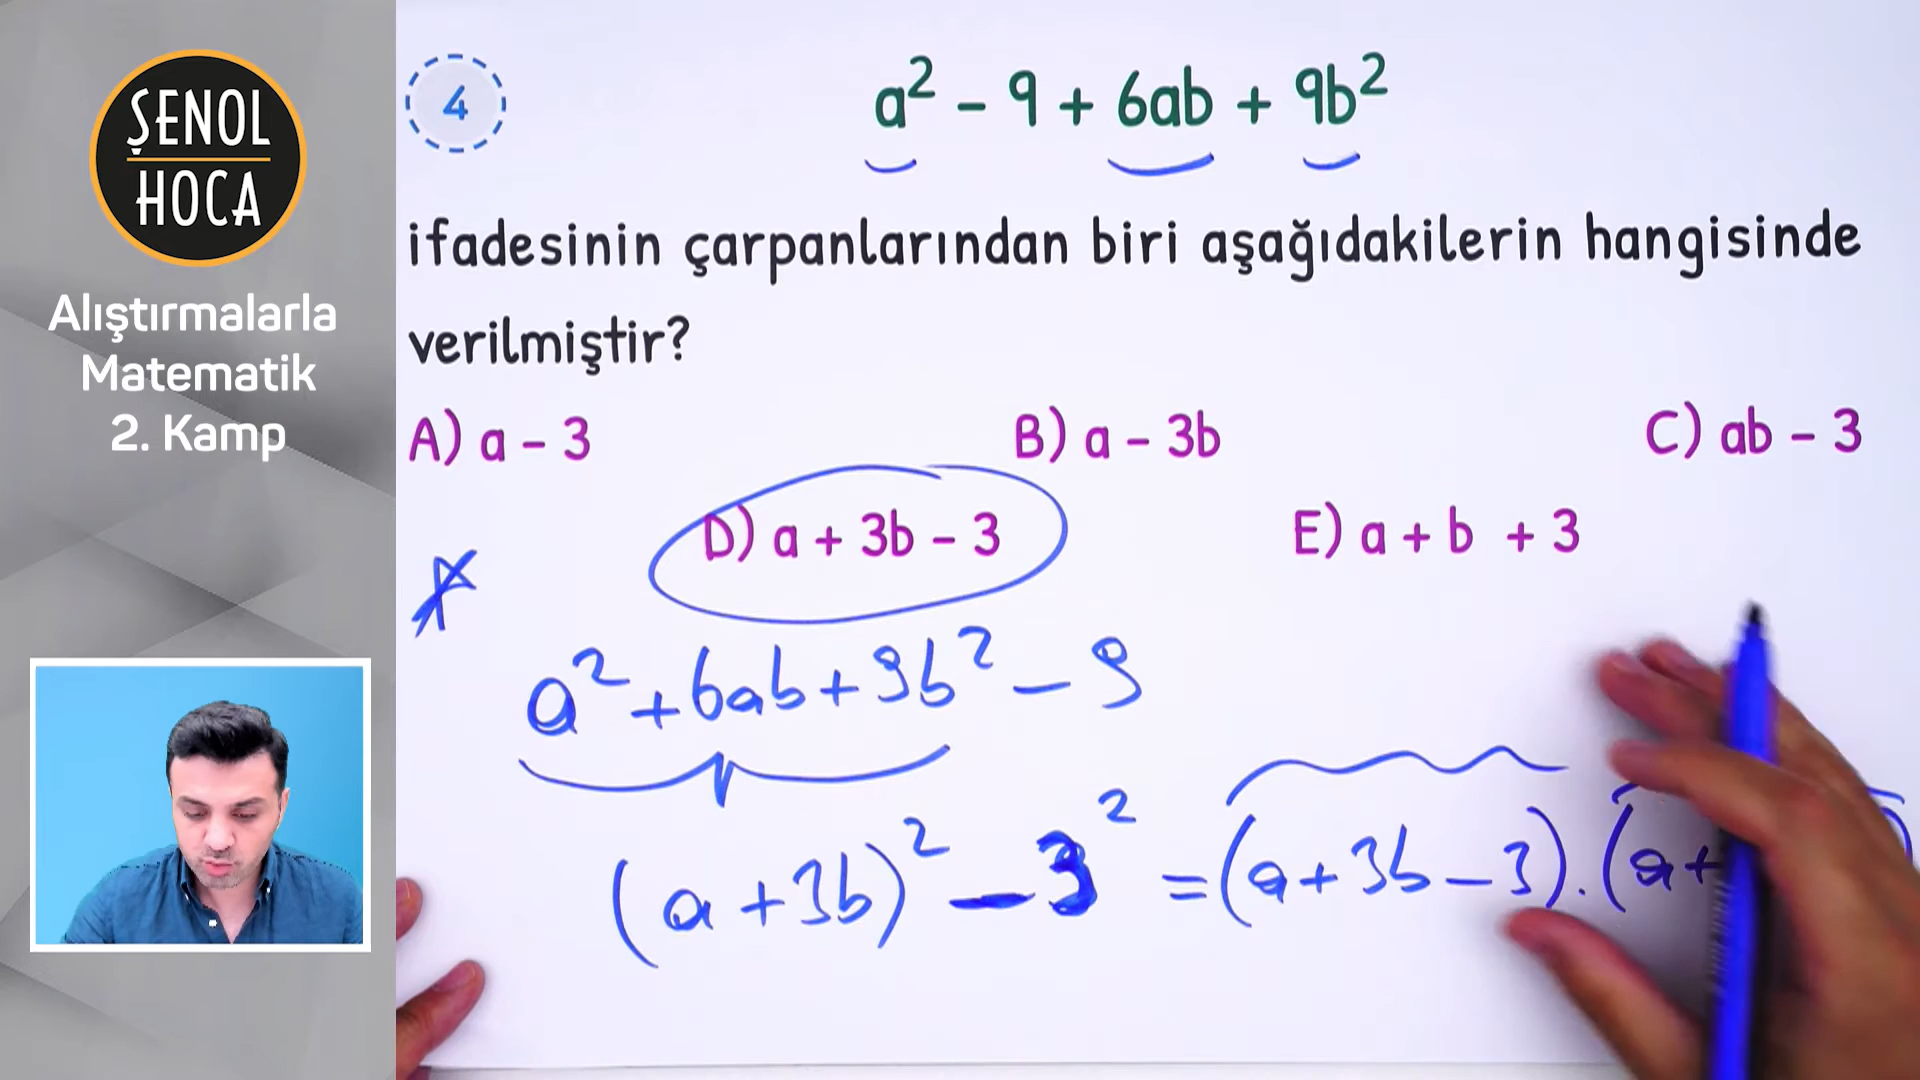 ŞENOL
HOCA
Alıştırmalarla
Matematik
2. Kamp
4
a² - 9 + 6ab + 9b²
ifadesinin çarpanlarından biri aşağıdakilerin hangisinde
verilmiştir?
A) a - 3
B) a - 3b
C) ab - 3
D) a + 3b - 3
E) a + b + 3
a² + 6ab + 9b² - 9
(a + 3b)² - 3² = (a + 3b - 3) . (a +